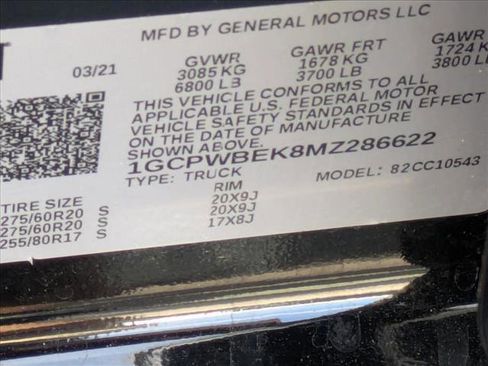 MFD BY GENERAL MOTORS LLC
03/21
GVWR GAWR FRT GAWR
3085 KG 1678 KG 1724
6800 LB 3700 LB 3800 LB
THIS VEHICLE CONFORMS TO ALL
APPLICABLE U.S. FEDERAL MOTOR
VEHICLE SAFETY STANDARDS IN EFFECT
ON THE DATE OF MANUFACTURE
SHOWN ABOVE.
1GCPWBEK8MZ286622
TYPE: TRUCK MODEL: 82CC10543
TIRE SIZE RIM
275/60R20 S 20X9J
275/60R20 S 20X9J
255/80R17 S 17X8J